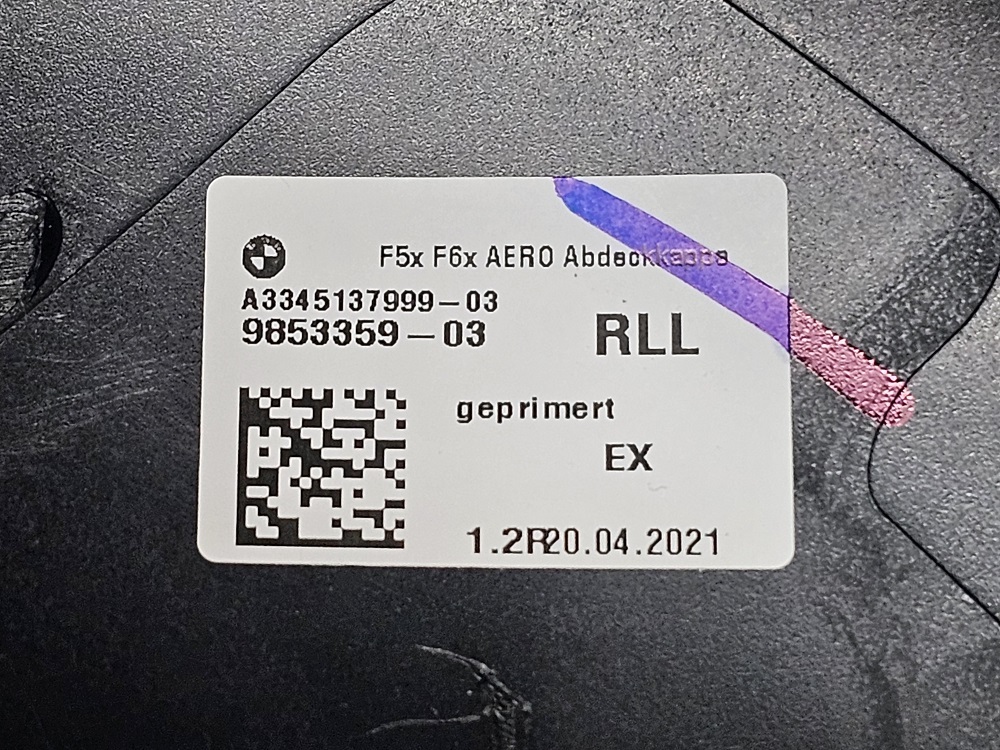 F5x F6x AERO Abdeckkappe
A3345137999-03
9853359-03
RLL
geprimert
EX
1.2R20.04.2021